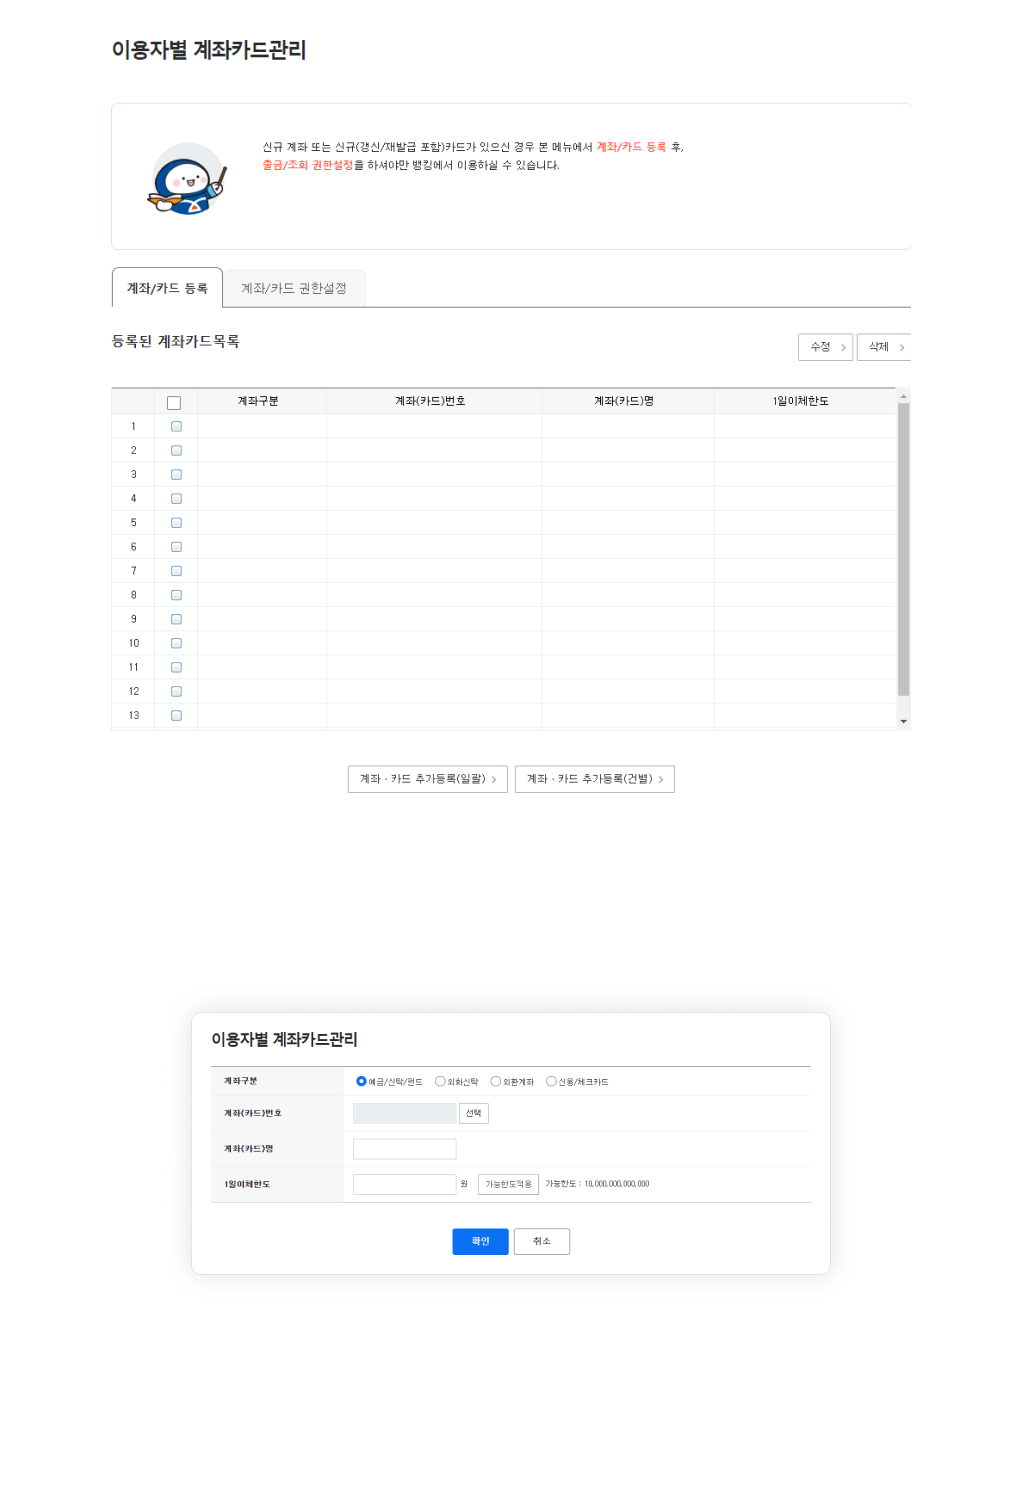 이용자별 계좌카드관리
신규 계좌 또는 신규(갱신/재발급 포함)카드가 있으신 경우 본 메뉴에서 계좌/카드 등록 후,
출금/조회 권한설정을 하셔야만 뱅킹에서 이용하실 수 있습니다.
계좌/카드 등록 계좌/카드 권한설정
등록된 계좌카드목록 수정 삭제
계좌구분 계좌(카드)번호 계좌(카드)명 1일이체한도
1
2
3
4
5
6
7
8
9
10
11
12
13
계좌 · 카드 추가등록(일괄) 계좌 · 카드 추가등록(건별)
이용자별 계좌카드관리
계좌구분 예금/신탁/펀드 외화신탁 외환계좌 신용/체크카드
계좌(카드)번호 선택
계좌(카드)명
1일이체한도 원 가능한도적용 가능한도 : 10,000,000,000,000
확인 취소